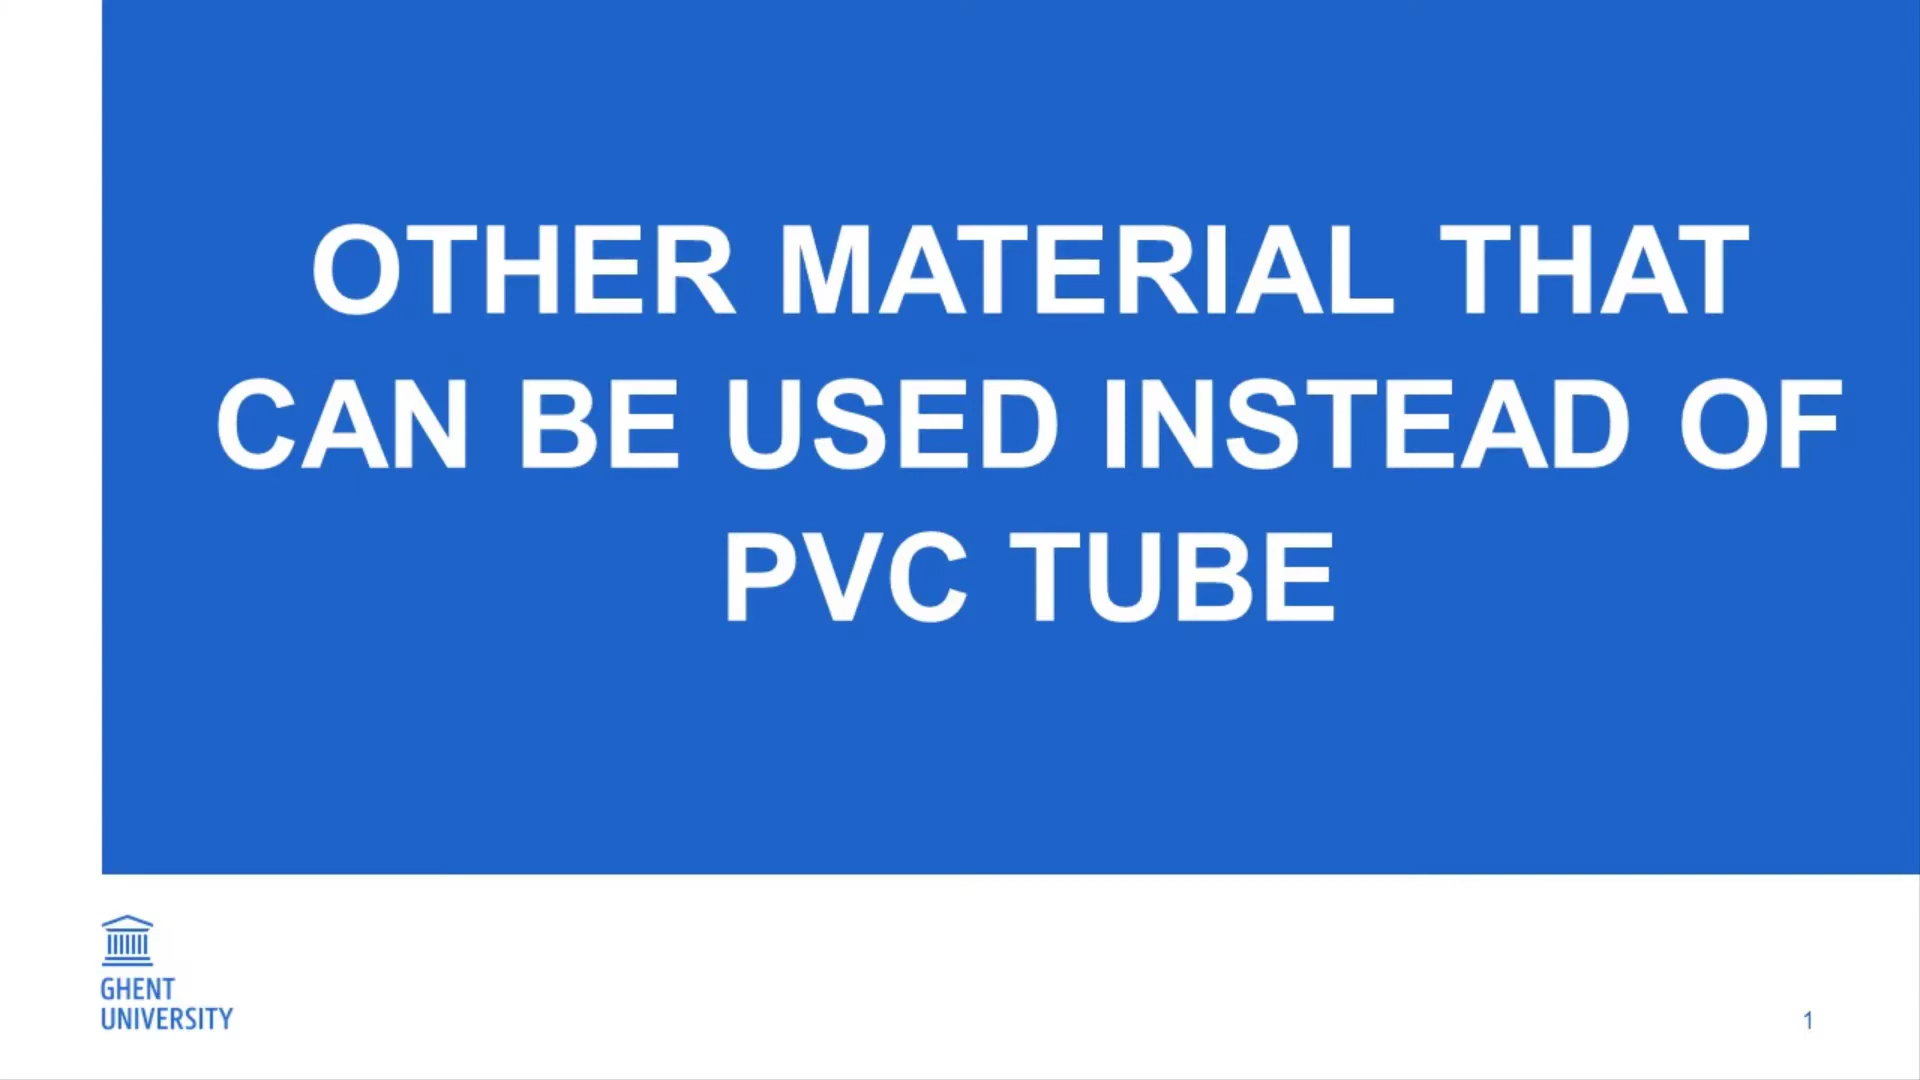 OTHER MATERIAL THAT
CAN BE USED INSTEAD OF
PVC TUBE
GHENT
UNIVERSITY
1